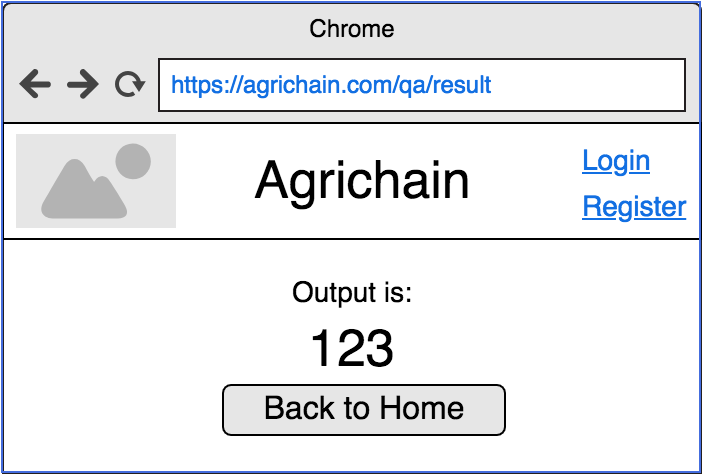 Chrome
https://agrichain.com/qa/result
Agrichain
Login
Register
Output is:
123
Back to Home